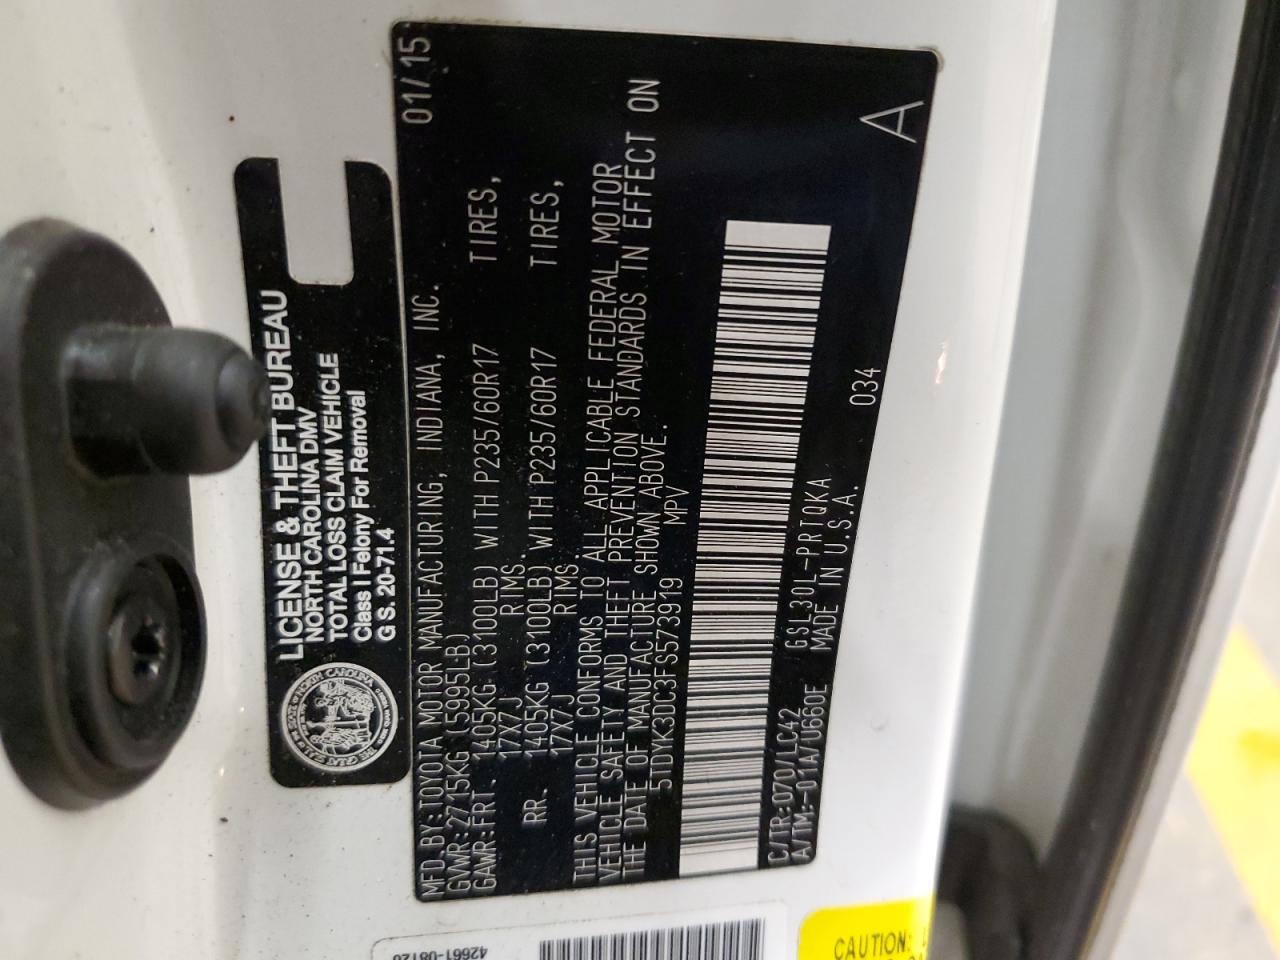 LICENSE & THEFT BUREAU
NORTH CAROLINA DMV
TOTAL LOSS CLAIM VEHICLE
Class I Felony For Removal
G S. 20-71.4
MFD.BY:TOYOTA MOTOR MANUFACTURING, INDIANA, INC. 01/15
GVWR:2715KG (5995LB)
GAWR:FRT. 1405KG (3100LB) WITH P235/60R17 TIRES,
17X7J RIMS.
RR. 1405KG (3100LB) WITH P235/60R17 TIRES,
17X7J RIMS.
THIS VEHICLE CONFORMS TO ALL APPLICABLE FEDERAL MOTOR
VEHICLE SAFETY AND THEFT PREVENTION STANDARDS IN EFFECT ON
THE DATE OF MANUFACTURE SHOWN ABOVE.
5TDYK3DC3FS573919 MPV
C/TR:070/LC42 GSL30L-PRTQKA
A/TM:-01A/U660E MADE IN U.S.A. 034
A
42661-08120
CAUTION: